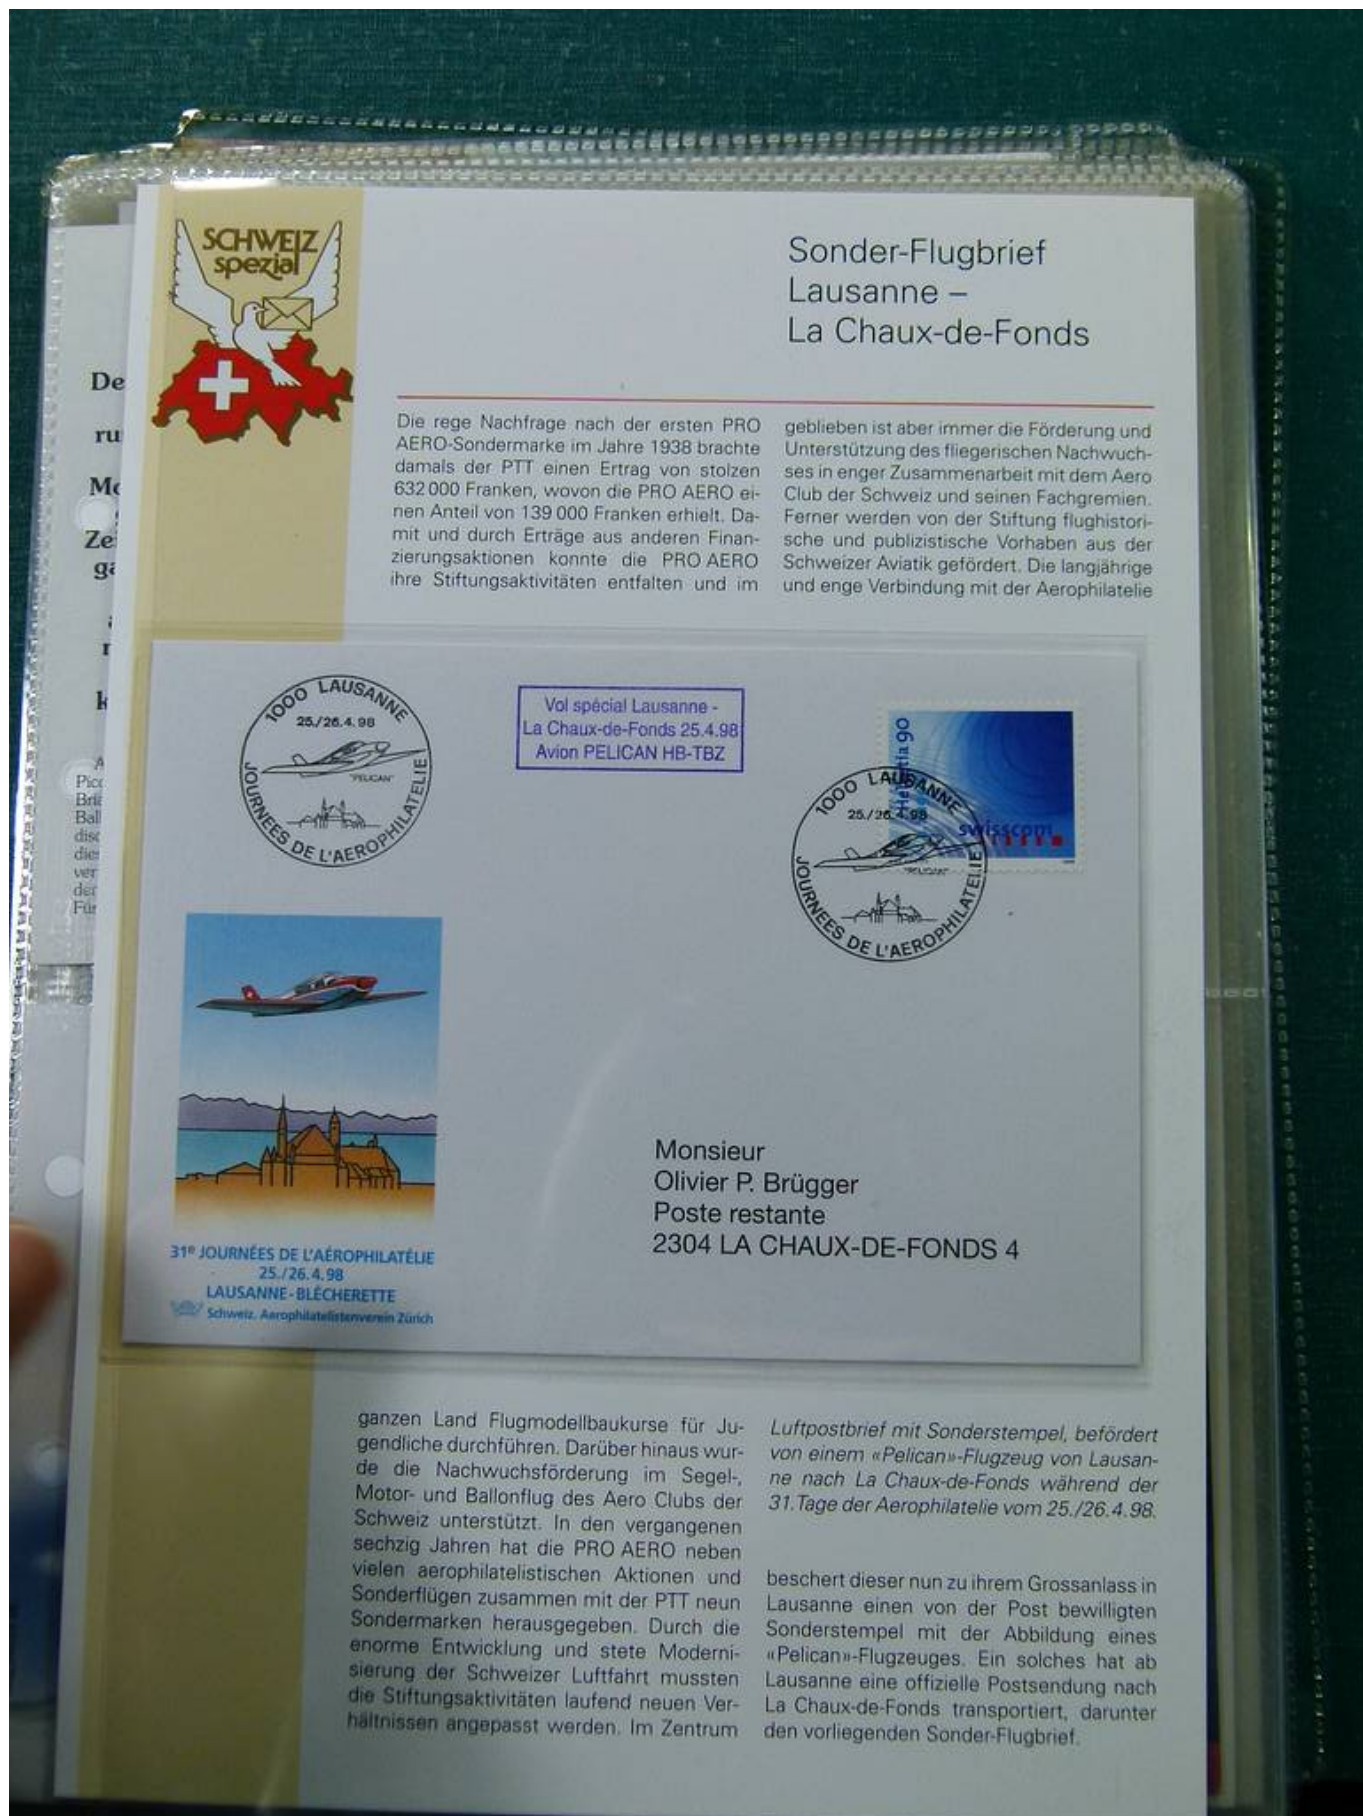 SCHWEIZ
spezial
Sonder-Flugbrief
Lausanne –
La Chaux-de-Fonds
Die rege Nachfrage nach der ersten PRO
AERO-Sondermarke im Jahre 1938 brachte
damals der PTT einen Ertrag von stolzen
632 000 Franken, wovon die PRO AERO ei-
nen Anteil von 139 000 Franken erhielt. Da-
mit und durch Erträge aus anderen Finan-
zierungsaktionen konnte die PRO AERO
ihre Stiftungsaktivitäten entfalten und im
geblieben ist aber immer die Förderung und
Unterstützung des fliegerischen Nachwuch-
ses in enger Zusammenarbeit mit dem Aero
Club der Schweiz und seinen Fachgremien.
Ferner werden von der Stiftung flughistori-
sche und publizistische Vorhaben aus der
Schweizer Aviatik gefördert. Die langjährige
und enge Verbindung mit der Aerophilatelie
1000 LAUSANNE
25./26.4.98
"PELICAN"
JOURNEES DE L'AEROPHILATELIE
Vol spécial Lausanne -
La Chaux-de-Fonds 25.4.98
Avion PELICAN HB-TBZ
Helvetia 90
swisscom
1000 LAUSANNE
25./26.4.98
"PELICAN"
JOURNEES DE L'AEROPHILATELIE
31e JOURNÉES DE L'AÉROPHILATÉLIE
25./26.4.98
LAUSANNE-BLÉCHERETTE
Schweiz. Aerophilatelistenverein Zürich
Monsieur
Olivier P. Brügger
Poste restante
2304 LA CHAUX-DE-FONDS 4
ganzen Land Flugmodellbaukurse für Ju-
gendliche durchführen. Darüber hinaus wur-
de die Nachwuchsförderung im Segel-,
Motor- und Ballonflug des Aero Clubs der
Schweiz unterstützt. In den vergangenen
sechzig Jahren hat die PRO AERO neben
vielen aerophilatelistischen Aktionen und
Sonderflügen zusammen mit der PTT neun
Sondermarken herausgegeben. Durch die
enorme Entwicklung und stete Moderni-
sierung der Schweizer Luftfahrt mussten
die Stiftungsaktivitäten laufend neuen Ver-
hältnissen angepasst werden. Im Zentrum
Luftpostbrief mit Sonderstempel, befördert
von einem «Pelican»-Flugzeug von Lausan-
ne nach La Chaux-de-Fonds während der
31. Tage der Aerophilatelie vom 25./26.4.98.
beschert dieser nun zu ihrem Grossanlass in
Lausanne einen von der Post bewilligten
Sonderstempel mit der Abbildung eines
«Pelican»-Flugzeuges. Ein solches hat ab
Lausanne eine offizielle Postsendung nach
La Chaux-de-Fonds transportiert, darunter
den vorliegenden Sonder-Flugbrief.